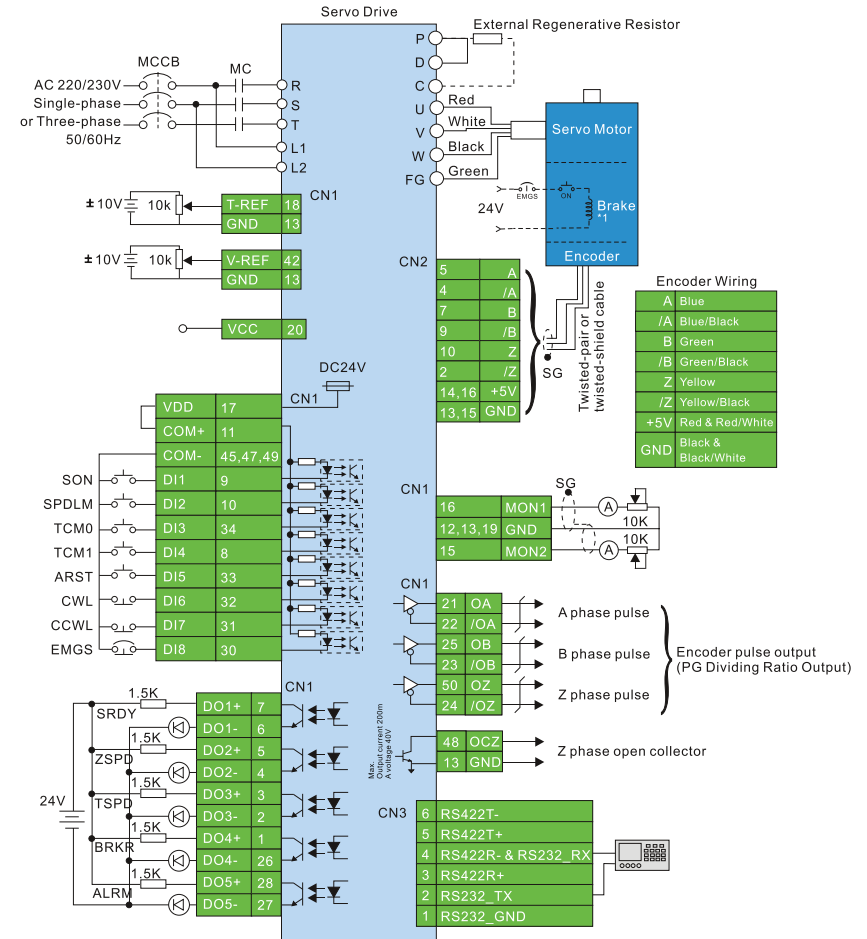 Servo Drive
External Regenerative Resistor
P
D
C
MCCB
MC
AC 220/230V
Single-phase
or Three-phase
50/60Hz
R
S
T
L1
L2
U Red
V White
W Black
FG Green
Servo Motor
EMGS
ON
24V
Brake
*1
Encoder
CN1
±10V 10k T-REF 18
GND 13
±10V 10k V-REF 42
GND 13
VCC 20
CN2
5 A
4 /A
7 B
9 /B
10 Z
2 /Z
14,16 +5V
13,15 GND
SG
Twisted-pair or
twisted-shield cable
Encoder Wiring
A Blue
/A Blue/Black
B Green
/B Green/Black
Z Yellow
/Z Yellow/Black
+5V Red & Red/White
GND Black &
Black/White
DC24V
CN1
VDD 17
COM+ 11
COM- 45,47,49
SON DI1 9
SPDLM DI2 10
TCM0 DI3 34
TCM1 DI4 8
ARST DI5 33
CWL DI6 32
CCWL DI7 31
EMGS DI8 30
CN1
SG
16 MON1 A
10K
12,13,19 GND
10K
15 MON2 A
CN1
21 OA
22 /OA
A phase pulse
25 OB
23 /OB
B phase pulse
50 OZ
24 /OZ
Z phase pulse
Encoder pulse output
(PG Dividing Ratio Output)
48 OCZ
13 GND
Z phase open collector
Max.
Output current 200m
A voltage 40V
CN1
24V
1.5K
SRDY
DO1+ 7
DO1- 6
1.5K
ZSPD
DO2+ 5
DO2- 4
1.5K
TSPD
DO3+ 3
DO3- 2
1.5K
BRKR
DO4+ 1
DO4- 26
1.5K
ALRM
DO5+ 28
DO5- 27
CN3
6 RS422T-
5 RS422T+
4 RS422R- & RS232_RX
3 RS422R+
2 RS232_TX
1 RS232_GND